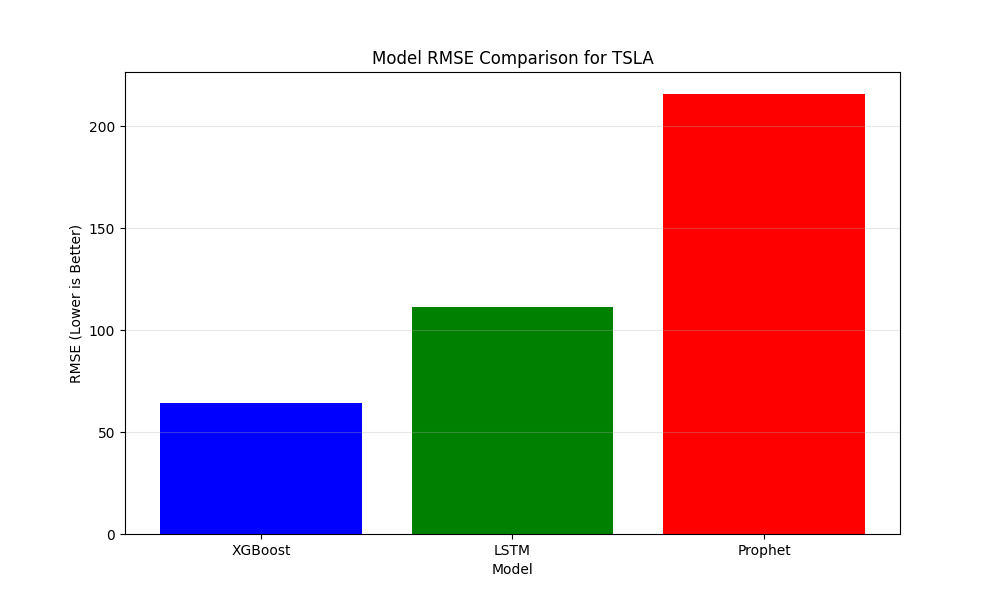 Model RMSE Comparison for TSLA
RMSE (Lower is Better)
200
150
100
50
0
XGBoost
LSTM
Prophet
Model